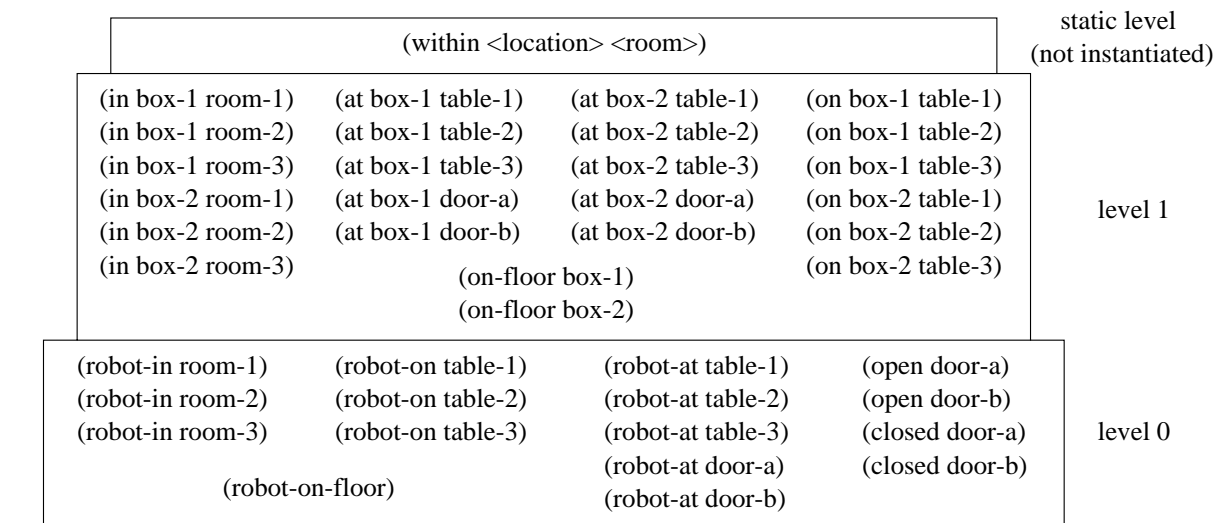 static level
(not instantiated)
(within <location> <room>)
(in box-1 room-1) (at box-1 table-1) (at box-2 table-1) (on box-1 table-1)
(in box-1 room-2) (at box-1 table-2) (at box-2 table-2) (on box-1 table-2)
(in box-1 room-3) (at box-1 table-3) (at box-2 table-3) (on box-1 table-3)
(in box-2 room-1) (at box-1 door-a) (at box-2 door-a) (on box-2 table-1)
(in box-2 room-2) (at box-1 door-b) (at box-2 door-b) (on box-2 table-2)
(in box-2 room-3) (on box-2 table-3)
(on-floor box-1)
(on-floor box-2)
level 1
(robot-in room-1) (robot-on table-1) (robot-at table-1) (open door-a)
(robot-in room-2) (robot-on table-2) (robot-at table-2) (open door-b)
(robot-in room-3) (robot-on table-3) (robot-at table-3) (closed door-a)
(robot-at door-a) (closed door-b)
(robot-on-floor)
(robot-at door-b)
level 0